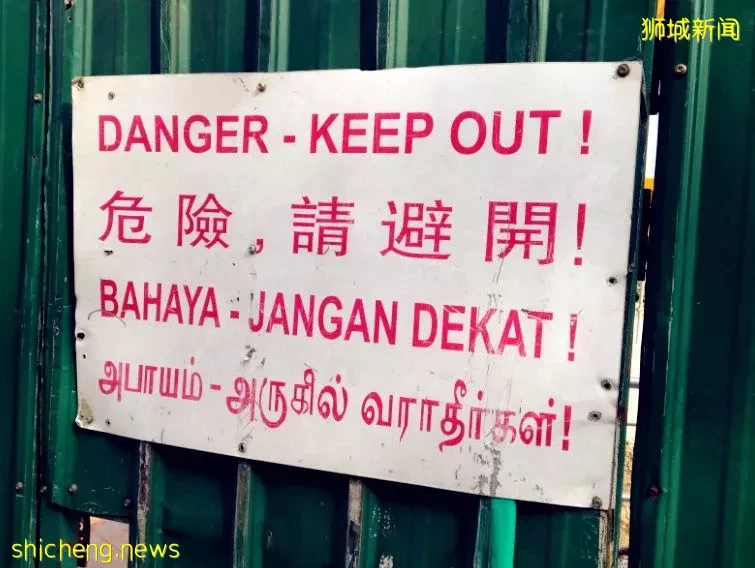 狮城新闻
DANGER - KEEP OUT !
危險,請避開!
BAHAYA - JANGAN DEKAT !
அபாயம் - அருகில் வராதீர்கள்!
shicheng.news